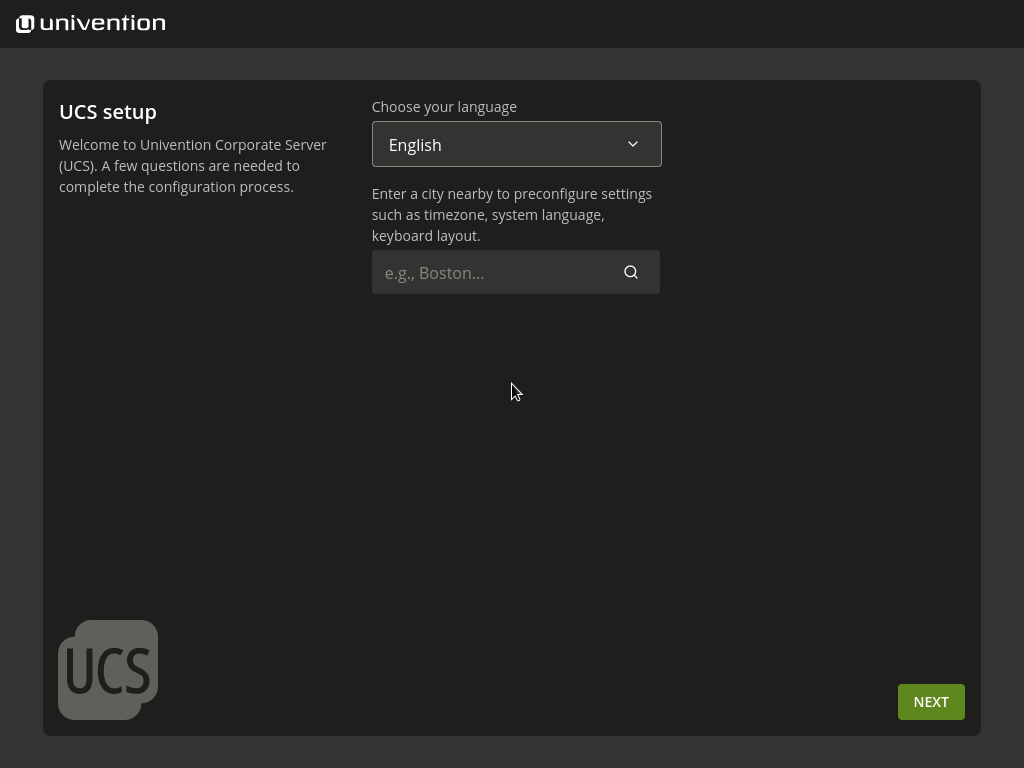 univention
UCS setup
Welcome to Univention Corporate Server
(UCS). A few questions are needed to
complete the configuration process.
Choose your language
English
Enter a city nearby to preconfigure settings
such as timezone, system language,
keyboard layout.
e.g., Boston...
UCS
NEXT